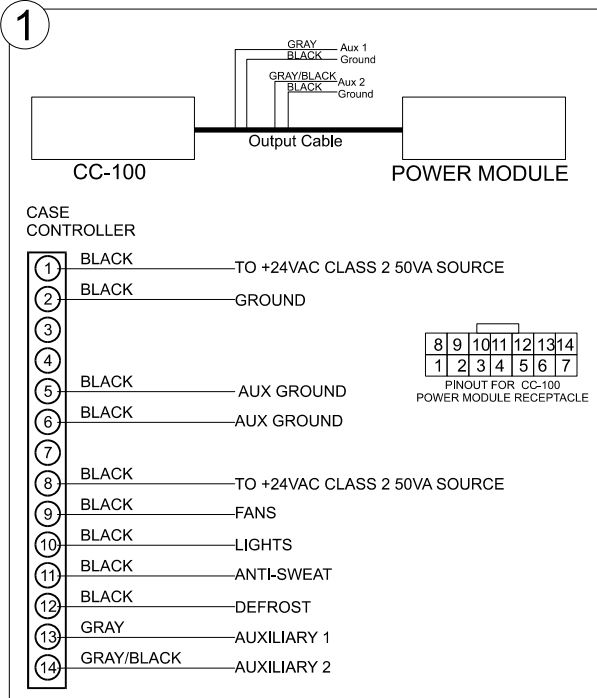 1
GRAY Aux 1
BLACK Ground
GRAY/BLACK Aux 2
BLACK Ground
Output Cable
CC-100
POWER MODULE
CASE
CONTROLLER
1 BLACK TO +24VAC CLASS 2 50VA SOURCE
2 BLACK GROUND
3
4
5 BLACK AUX GROUND
6 BLACK AUX GROUND
7
8 BLACK TO +24VAC CLASS 2 50VA SOURCE
9 BLACK FANS
10 BLACK LIGHTS
11 BLACK ANTI-SWEAT
12 BLACK DEFROST
13 GRAY AUXILIARY 1
14 GRAY/BLACK AUXILIARY 2
8 9 10 11 12 13 14
1 2 3 4 5 6 7
PINOUT FOR CC-100
POWER MODULE RECEPTACLE